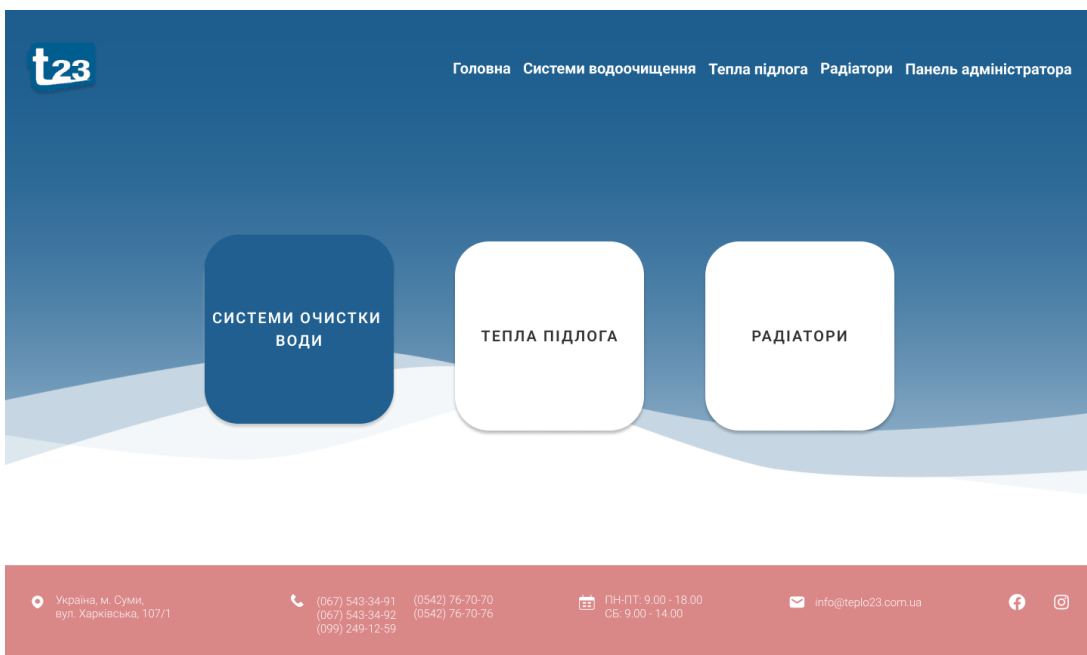 t23
Головна Системи водоочищення Тепла підлога Радіатори Панель адміністратора
СИСТЕМИ ОЧИСТКИ
ВОДИ
ТЕПЛА ПІДЛОГА
РАДІАТОРИ
Україна, м. Суми,
вул. Харківська, 107/1
(067) 543-34-91
(067) 543-34-92
(099) 249-12-59
(0542) 76-70-70
(0542) 76-70-76
ПН-ПТ: 9.00 - 18.00
СБ: 9.00 - 14.00
info@teplo23.com.ua